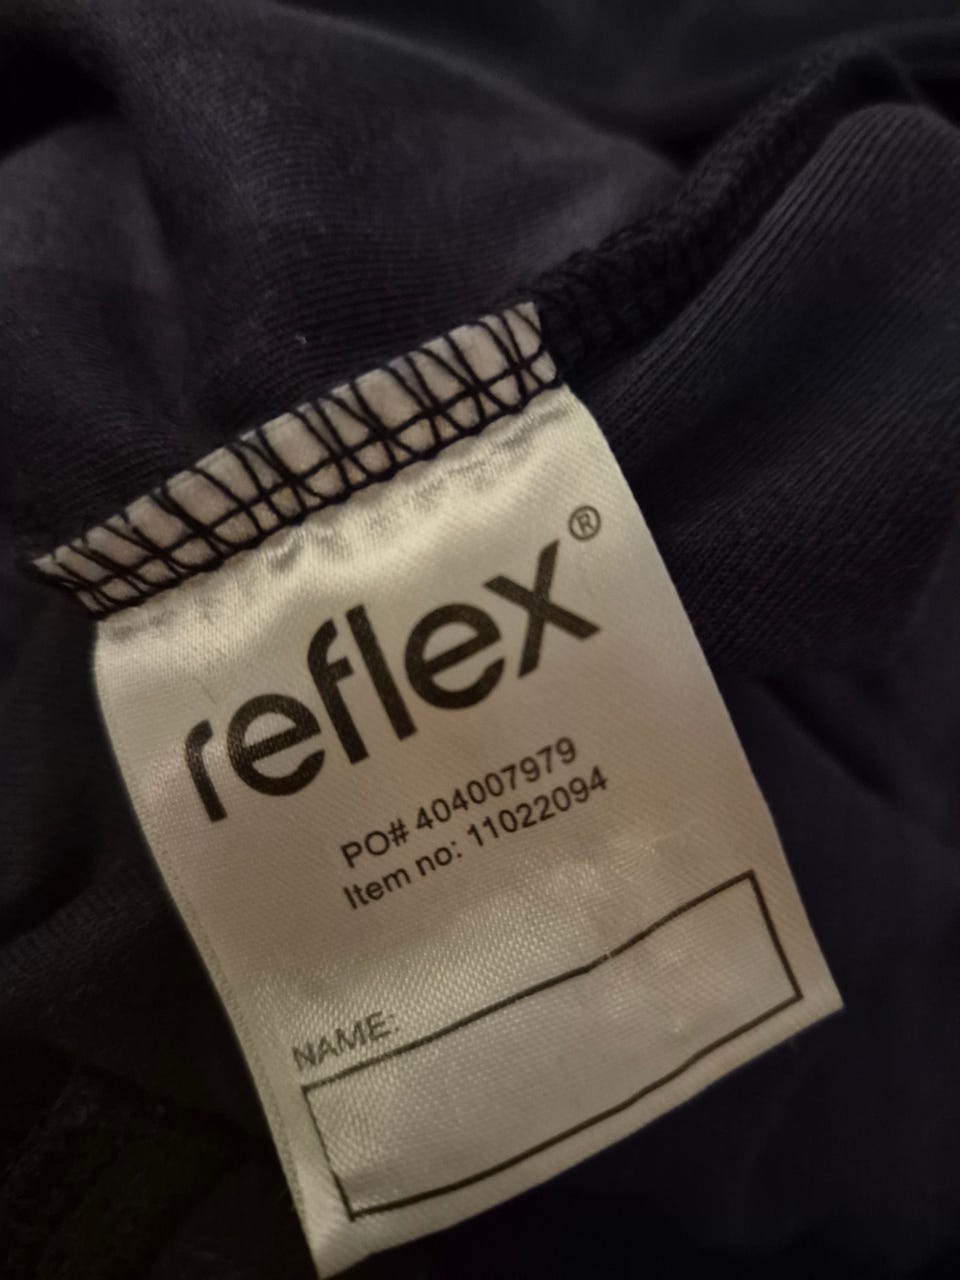 reflex®
PO# 404007979
Item no: 11022094
NAME: